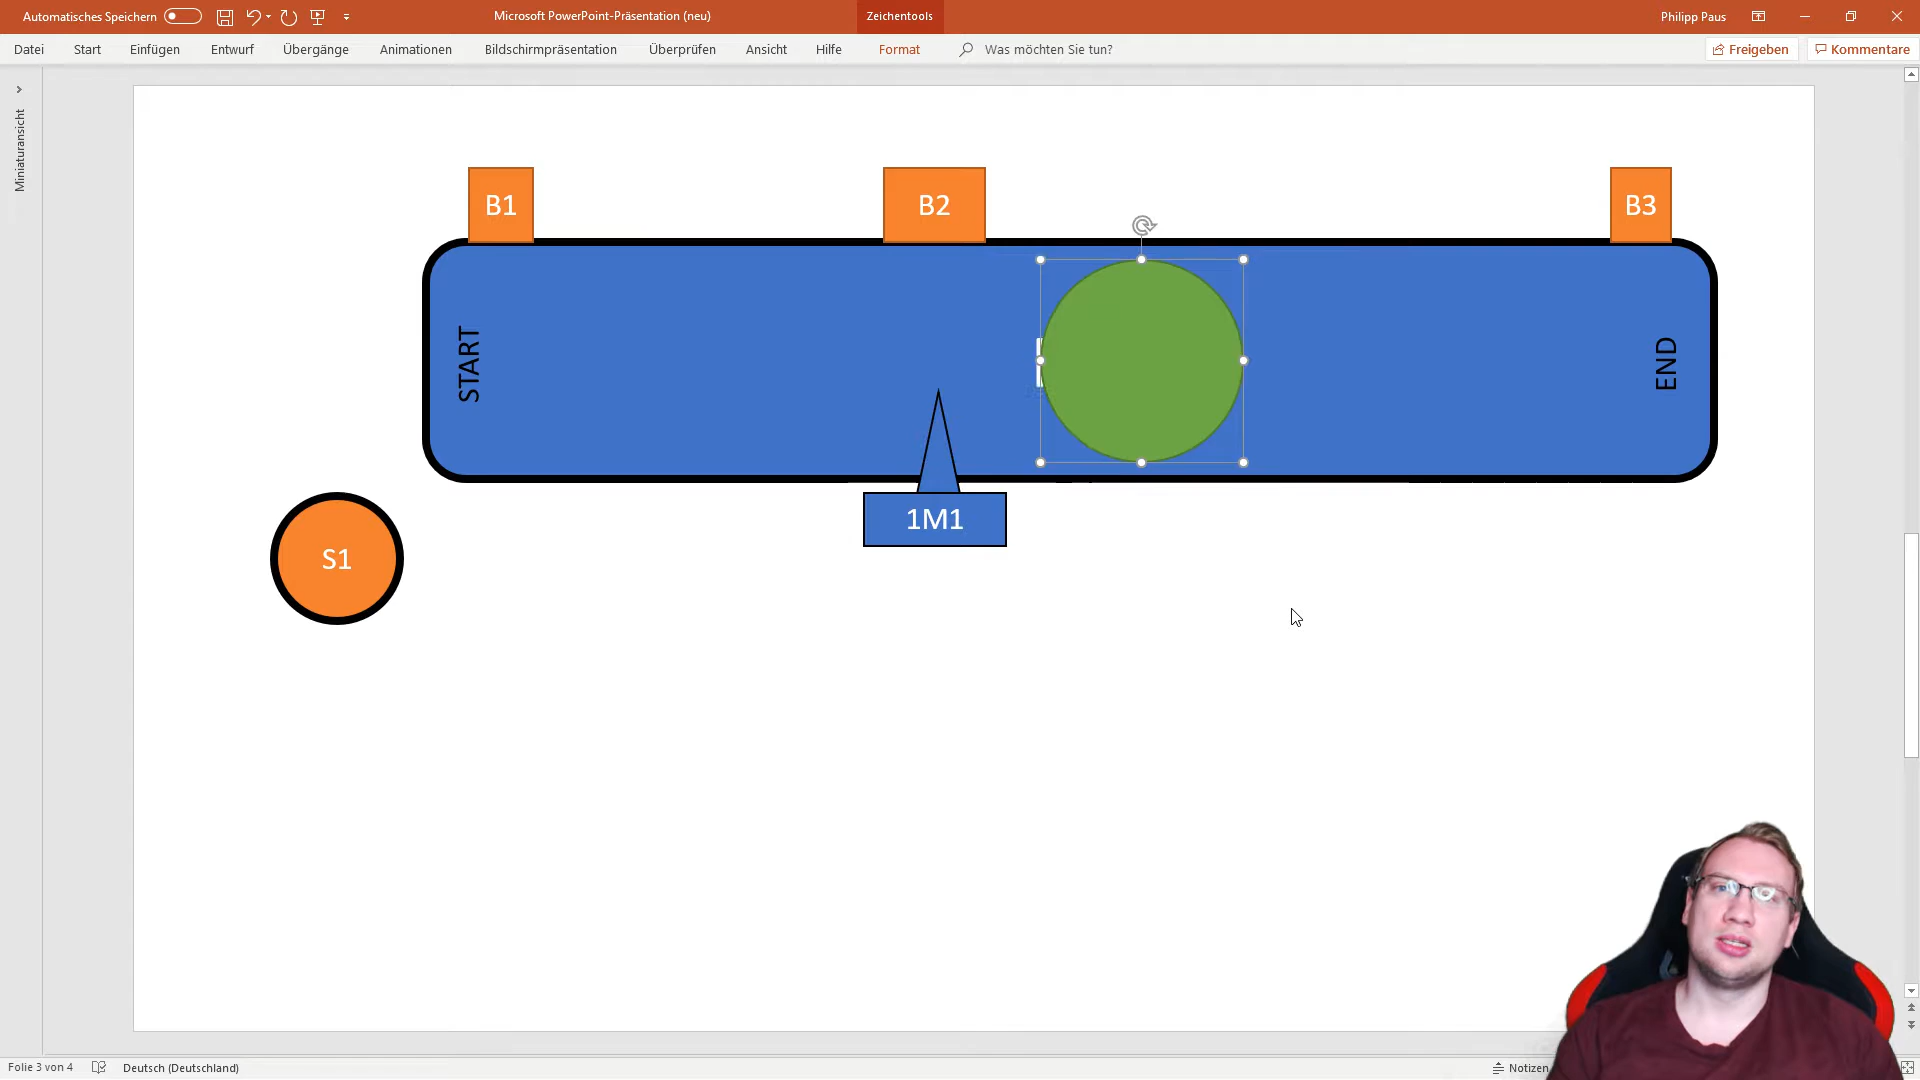 Automatisches Speichern
Microsoft PowerPoint-Präsentation (neu)
Zeichentools
Philipp Paus
Datei Start Einfügen Entwurf Übergänge Animationen Bildschirmpräsentation Überprüfen Ansicht Hilfe Format Was möchten Sie tun? Freigeben Kommentare
Miniaturansicht
B1
B2
B3
START
END
1M1
S1
Folie 3 von 4
Deutsch (Deutschland)
Notizen